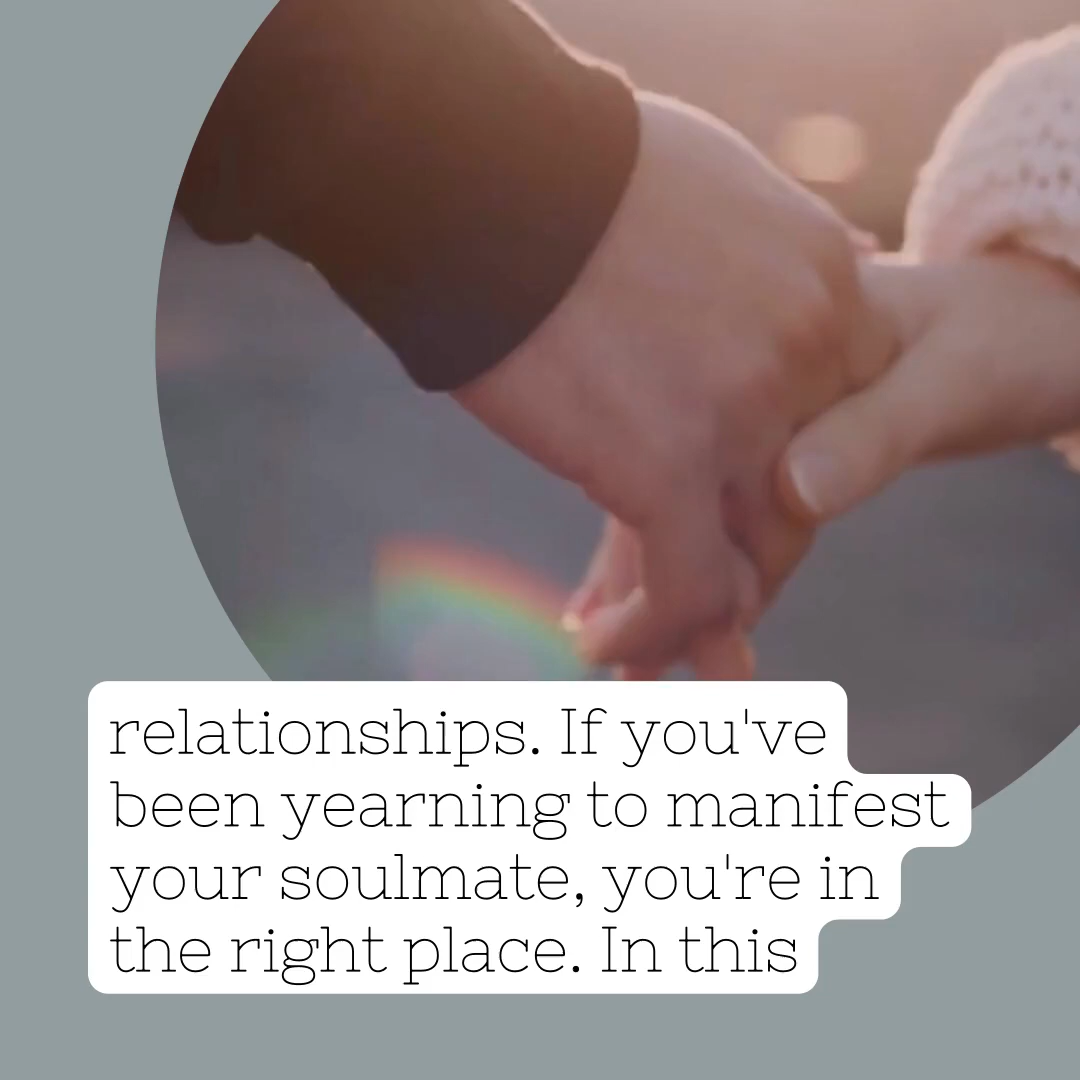 relationships. If you've
been yearning to manifest
your soulmate, you're in
the right place. In this